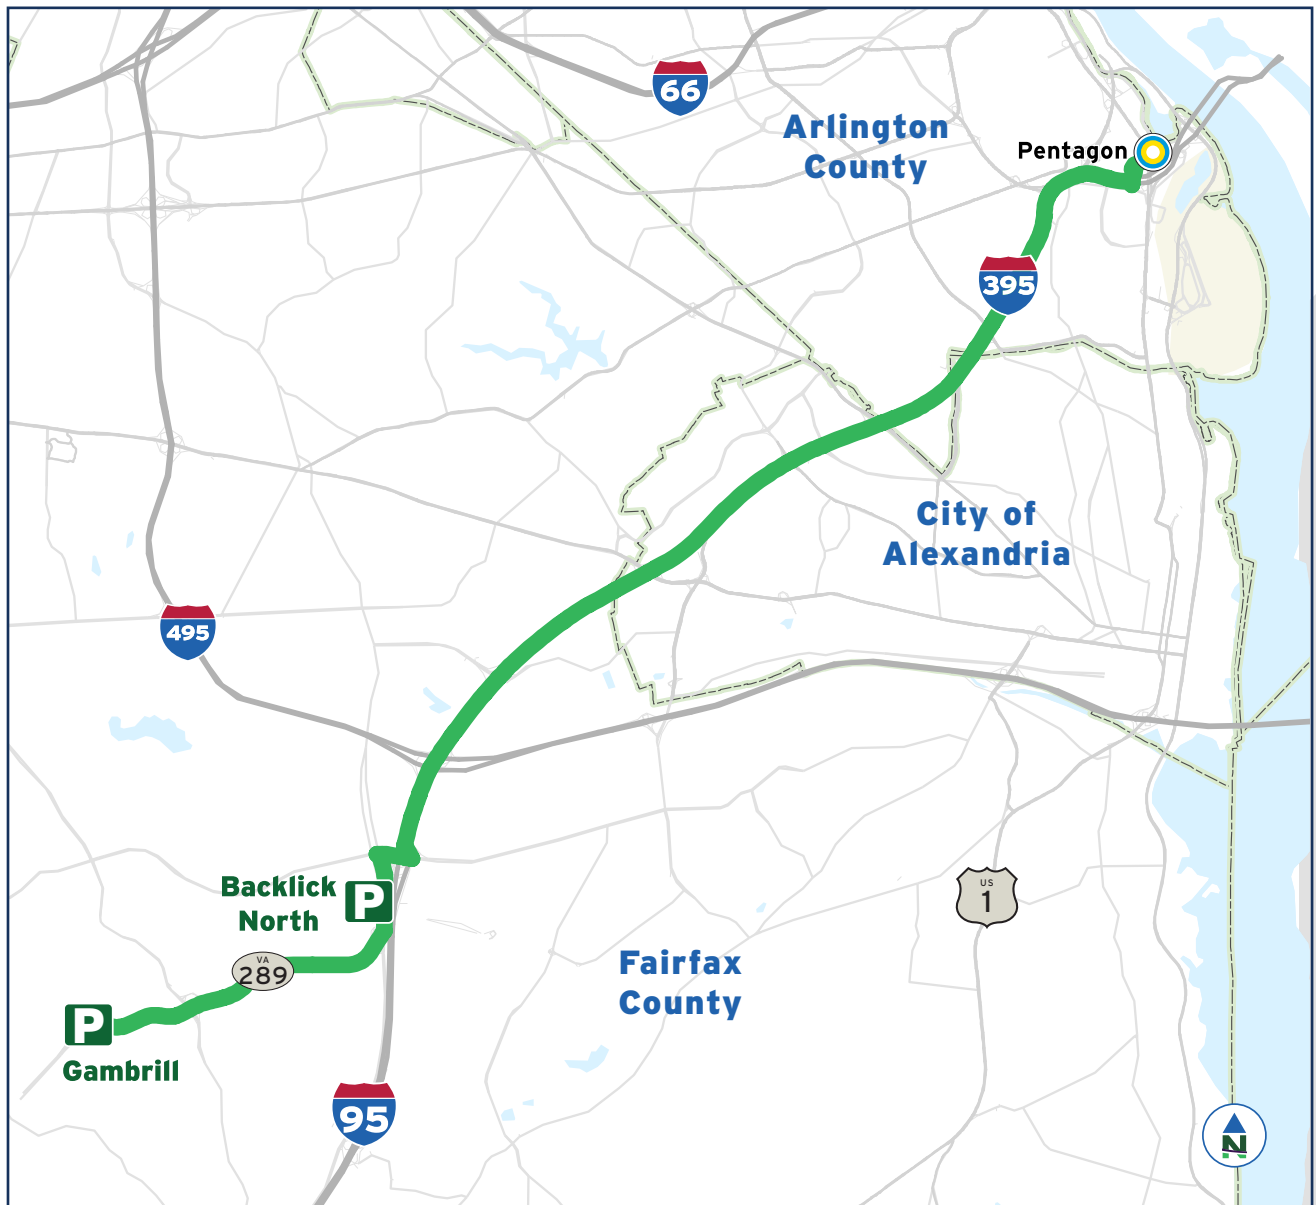 66
Arlington
County
Pentagon
395
City of
Alexandria
495
Backlick
North
P
US
1
VA
289
Fairfax
County
P
Gambrill
95
N